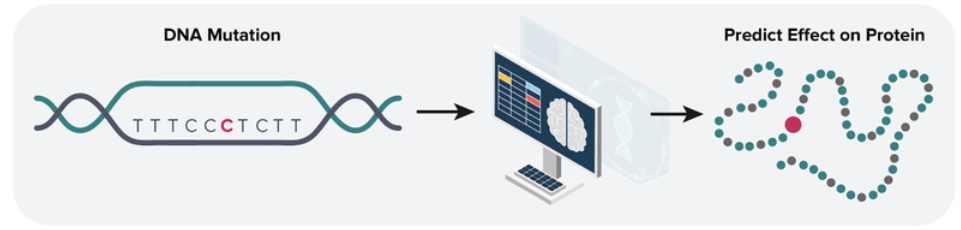 DNA Mutation
Predict Effect on Protein
TTTCCCTCTT